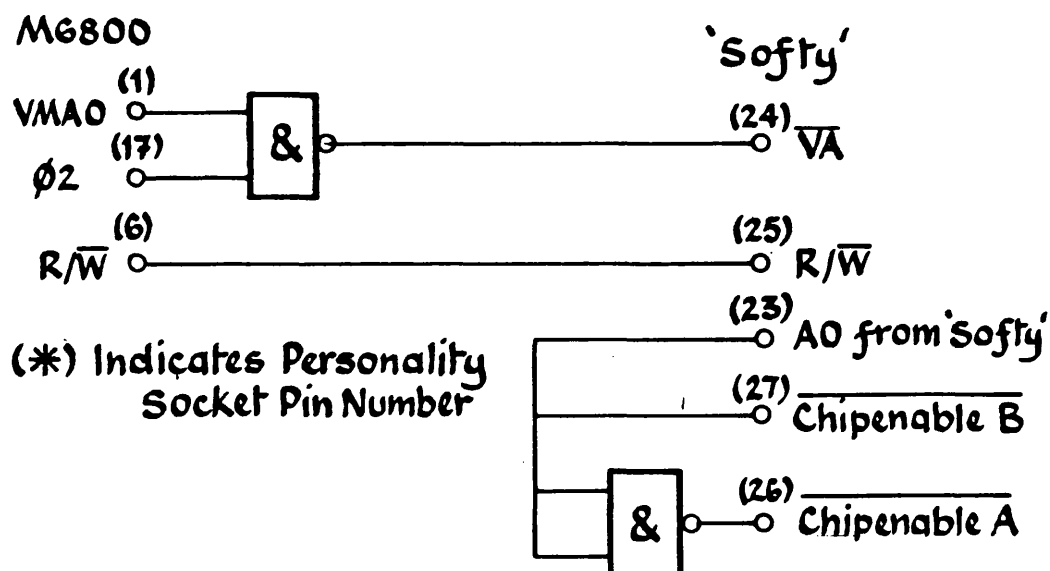 M6800
'Softy'
(1)
VMA0
&
(24)
V̅A̅
(17)
Ø2
(6)
R/W̅
(25)
R/W̅
(23)
A0 from 'Softy'
(*) Indicates Personality
Socket Pin Number
(27)
Chipenable B
&
(26)
Chipenable A